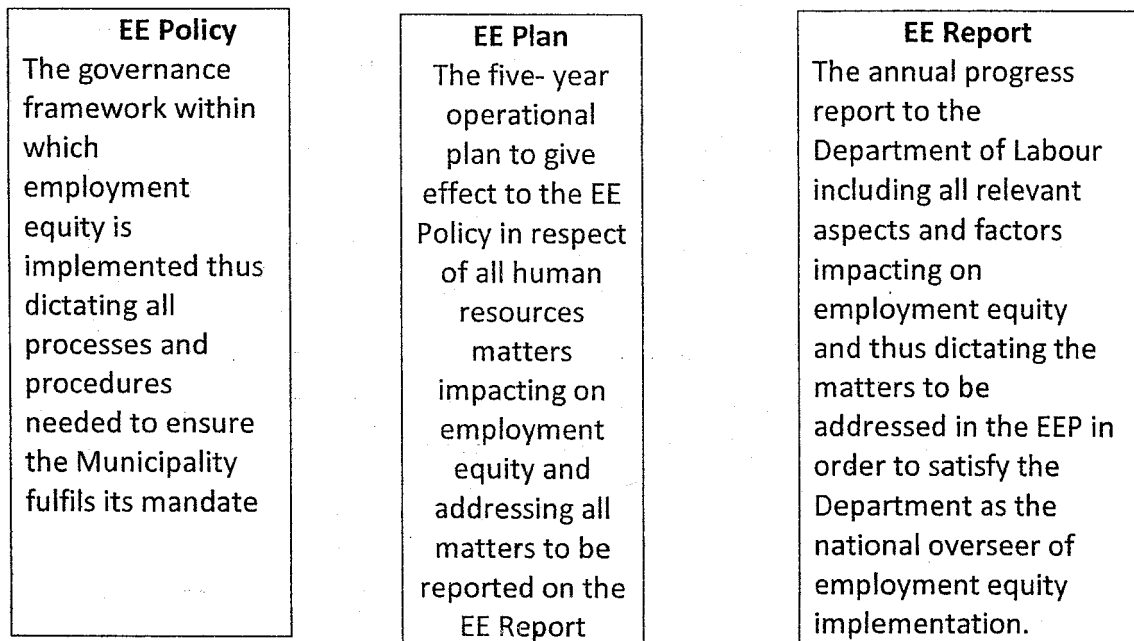 EE Policy
The governance
framework within
which
employment
equity is
implemented thus
dictating all
processes and
procedures
needed to ensure
the Municipality
fulfils its mandate
EE Plan
The five- year
operational
plan to give
effect to the EE
Policy in respect
of all human
resources
matters
impacting on
employment
equity and
addressing all
matters to be
reported on the
EE Report
EE Report
The annual progress
report to the
Department of Labour
including all relevant
aspects and factors
impacting on
employment equity
and thus dictating the
matters to be
addressed in the EEP in
order to satisfy the
Department as the
national overseer of
employment equity
implementation.